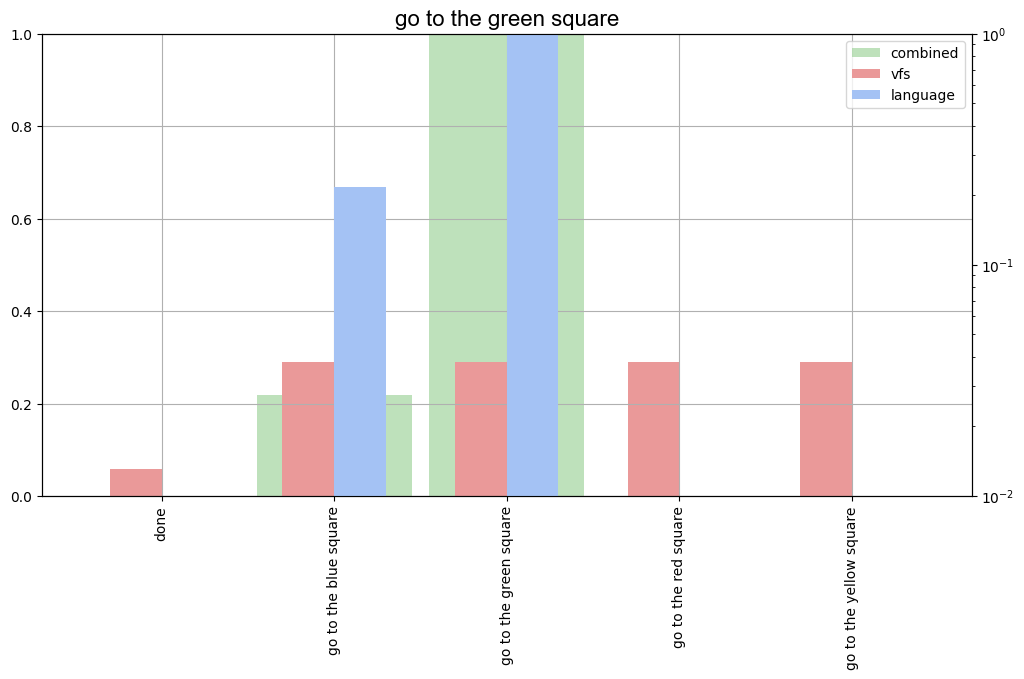 go to the green square
combined
vfs
language
1.0
0.8
0.6
0.4
0.2
0.0
10⁰
10⁻¹
10⁻²
done
go to the blue square
go to the green square
go to the red square
go to the yellow square